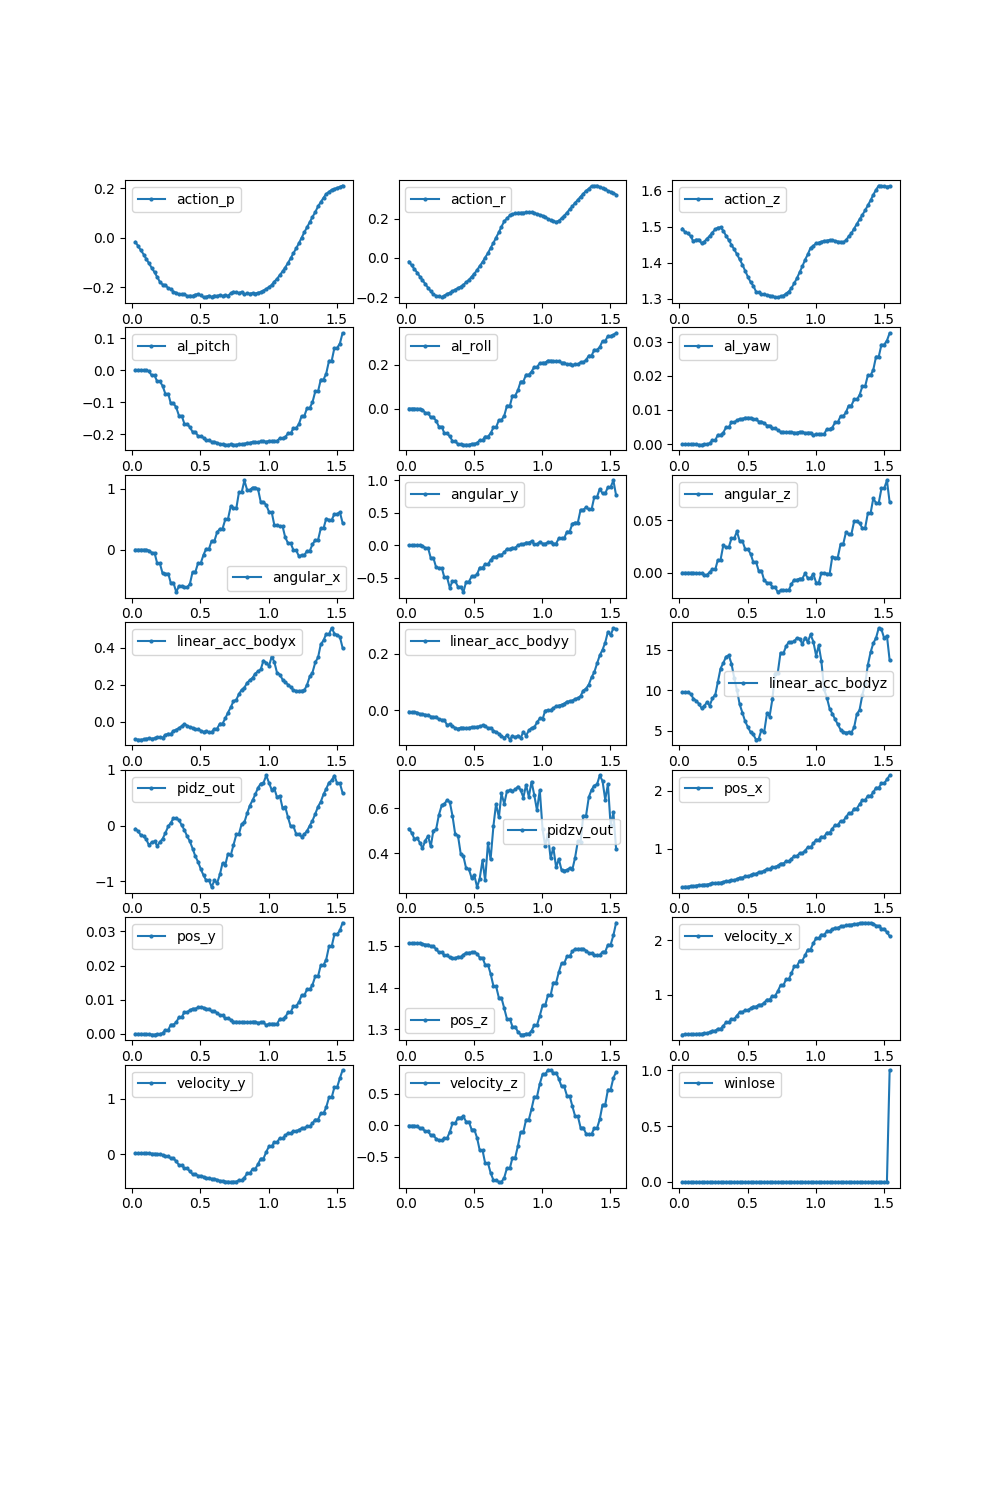 0.2
0.0
−0.2
action_p
0.0 0.5 1.0 1.5
0.2
0.0
−0.2
action_r
0.0 0.5 1.0 1.5
1.6
1.5
1.4
1.3
action_z
0.0 0.5 1.0 1.5
0.1
0.0
−0.1
−0.2
al_pitch
0.0 0.5 1.0 1.5
0.2
0.0
al_roll
0.0 0.5 1.0 1.5
0.03
0.02
0.01
0.00
al_yaw
0.0 0.5 1.0 1.5
1
0
angular_x
0.0 0.5 1.0 1.5
1.0
0.5
0.0
−0.5
angular_y
0.0 0.5 1.0 1.5
0.05
0.00
angular_z
0.0 0.5 1.0 1.5
0.4
0.2
0.0
linear_acc_bodyx
0.0 0.5 1.0 1.5
0.2
0.0
linear_acc_bodyy
0.0 0.5 1.0 1.5
15
10
5
linear_acc_bodyz
0.0 0.5 1.0 1.5
1
0
−1
pidz_out
0.0 0.5 1.0 1.5
0.6
0.4
pidzv_out
0.0 0.5 1.0 1.5
2
1
pos_x
0.0 0.5 1.0 1.5
0.03
0.02
0.01
0.00
pos_y
0.0 0.5 1.0 1.5
1.5
1.4
1.3
pos_z
0.0 0.5 1.0 1.5
2
1
velocity_x
0.0 0.5 1.0 1.5
1
0
velocity_y
0.0 0.5 1.0 1.5
0.5
0.0
−0.5
velocity_z
0.0 0.5 1.0 1.5
1.0
0.5
0.0
winlose
0.0 0.5 1.0 1.5